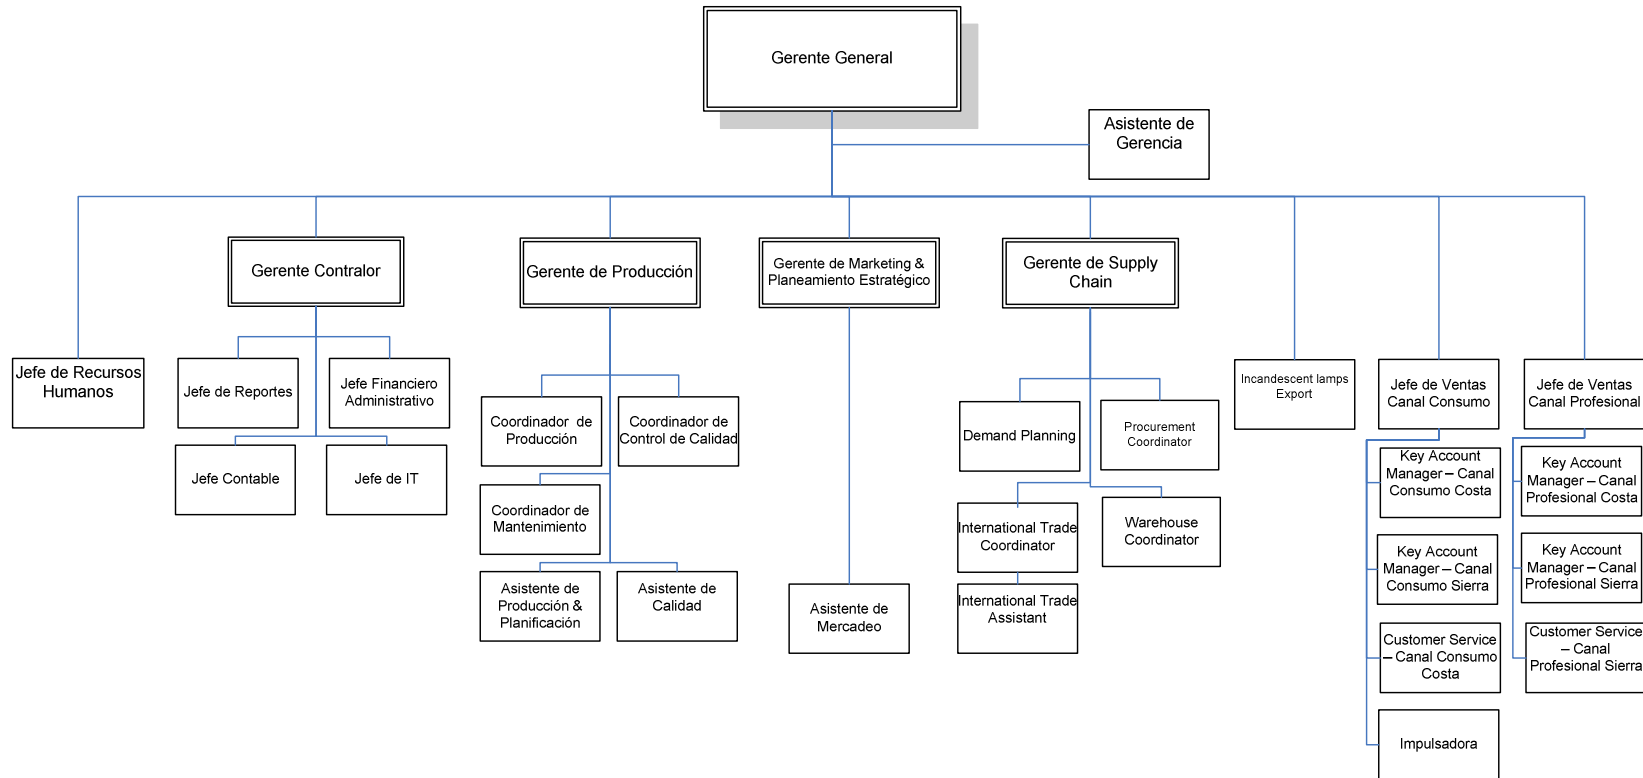 Gerente General
Asistente de
Gerencia
Gerente Contralor
Gerente de Producción
Gerente de Marketing &
Planeamiento Estratégico
Gerente de Supply
Chain
Jefe de Recursos
Humanos
Jefe de Reportes
Jefe Financiero
Administrativo
Jefe Contable
Jefe de IT
Coordinador de
Producción
Coordinador de
Control de Calidad
Coordinador de
Mantenimiento
Asistente de
Producción &
Planificación
Asistente de
Calidad
Asistente de
Mercadeo
Demand Planning
Procurement
Coordinator
International Trade
Coordinator
Warehouse
Coordinator
International Trade
Assistant
Incandescent lamps
Export
Jefe de Ventas
Canal Consumo
Key Account
Manager – Canal
Consumo Costa
Key Account
Manager – Canal
Consumo Sierra
Customer Service
– Canal Consumo
Costa
Impulsadora
Jefe de Ventas
Canal Profesional
Key Account
Manager – Canal
Profesional Costa
Key Account
Manager – Canal
Profesional Sierra
Customer Service
– Canal
Profesional Sierra